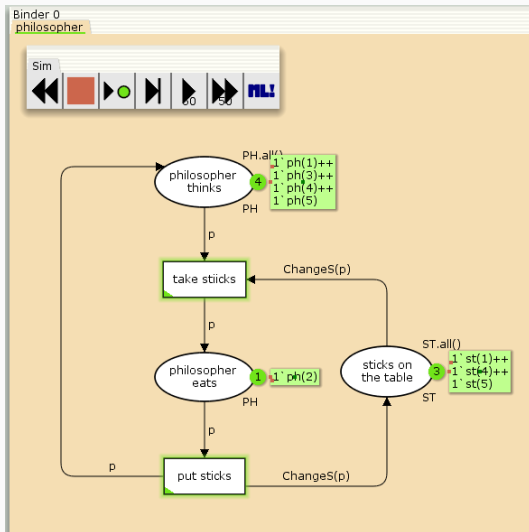 Binder 0
philosopher
Sim
ML!
50
50
PH.all()
philosopher
thinks
4
1`ph(1)++
1`ph(3)++
1`ph(4)++
1`ph(5)
PH
p
take stiicks
ChangeS(p)
p
ST.all()
philosopher
eats
1
1`ph(2)
sticks on
the table
3
1`st(1)++
1`st(4)++
1`st(5)
PH
ST
p
p
put sticks
ChangeS(p)